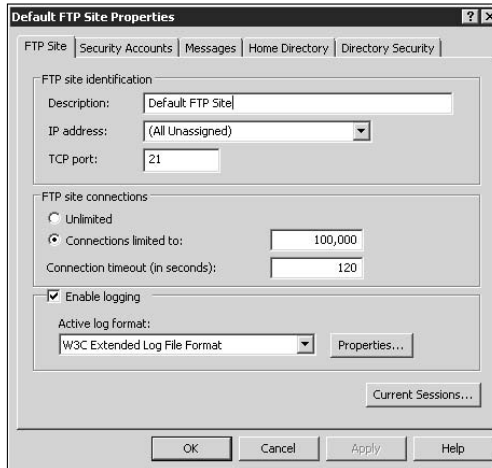 Default FTP Site Properties
FTP Site Security Accounts Messages Home Directory Directory Security
FTP site identification
Description: Default FTP Site
IP address: (All Unassigned)
TCP port: 21
FTP site connections
Unlimited
Connections limited to: 100,000
Connection timeout (in seconds): 120
Enable logging
Active log format:
W3C Extended Log File Format Properties...
Current Sessions...
OK Cancel Apply Help